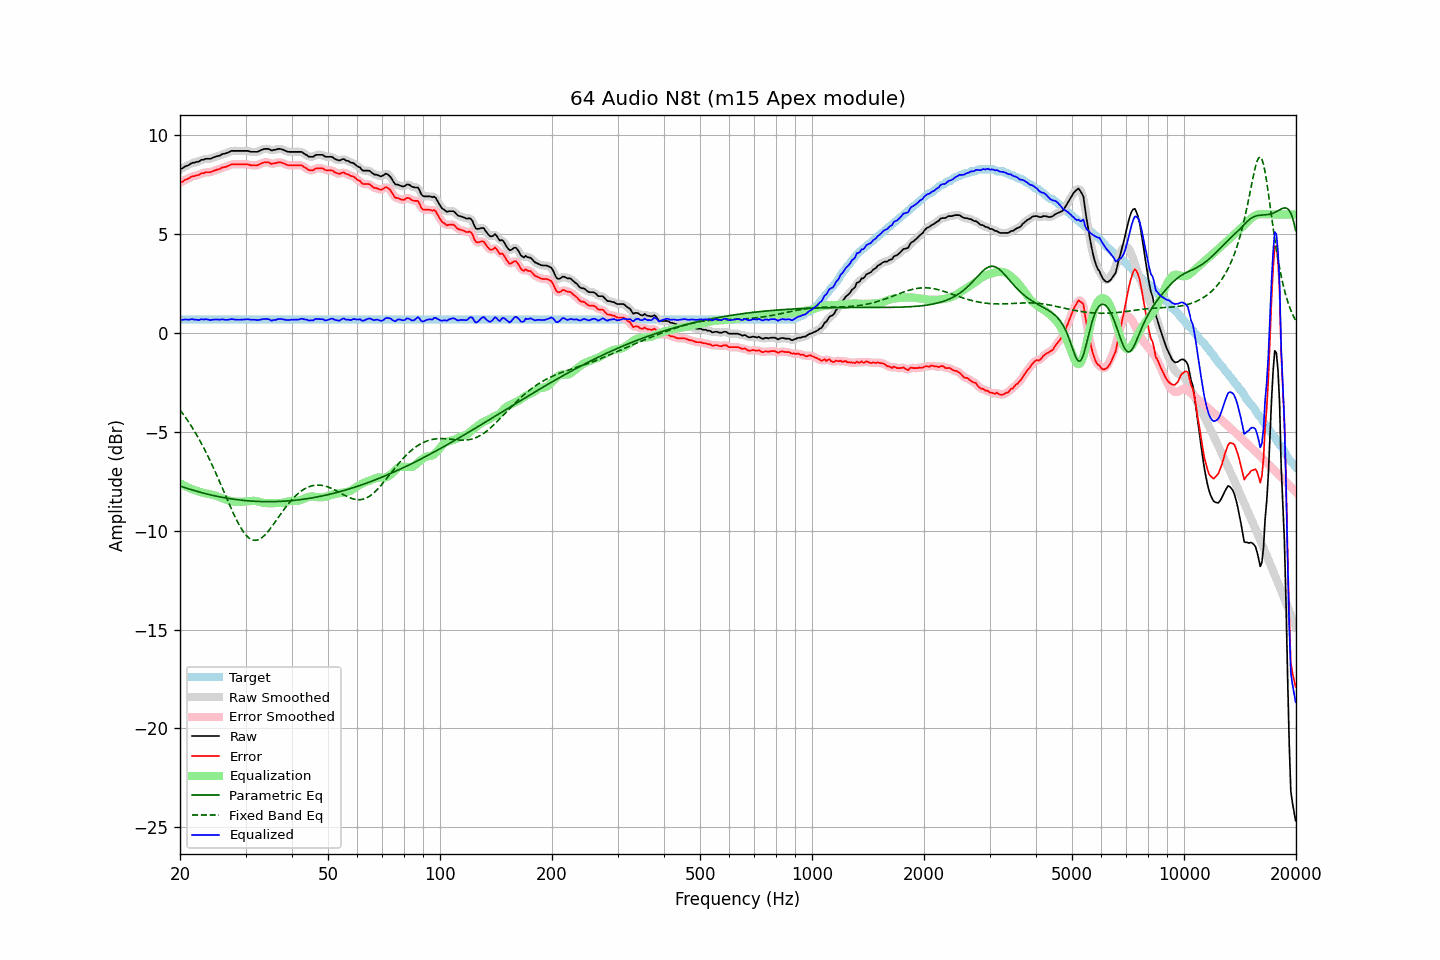 64 Audio N8t (m15 Apex module)
10
5
0
−5
−10
−15
−20
−25
Amplitude (dBr)
Target
Raw Smoothed
Error Smoothed
Raw
Error
Equalization
Parametric Eq
Fixed Band Eq
Equalized
20 50 100 200 500 1000 2000 5000 10000 20000
Frequency (Hz)